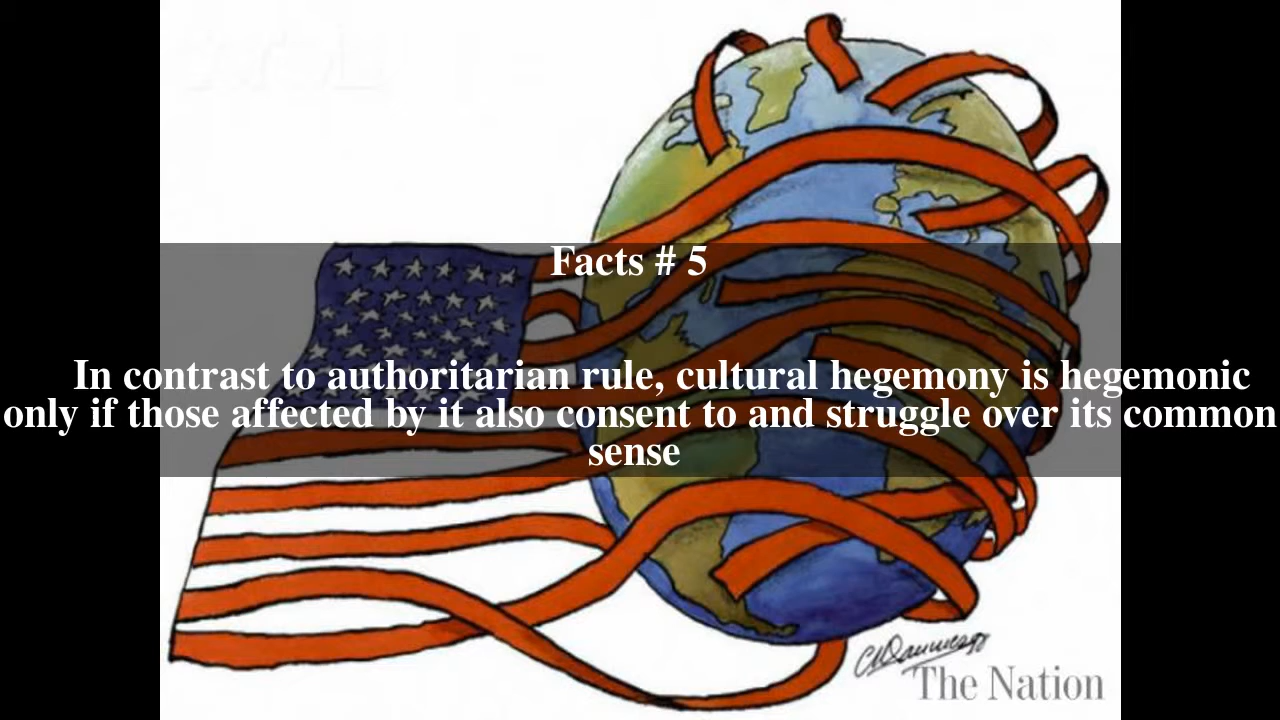 Facts # 5
In contrast to authoritarian rule, cultural hegemony is hegemonic
only if those affected by it also consent to and struggle over its common
sense
The Nation